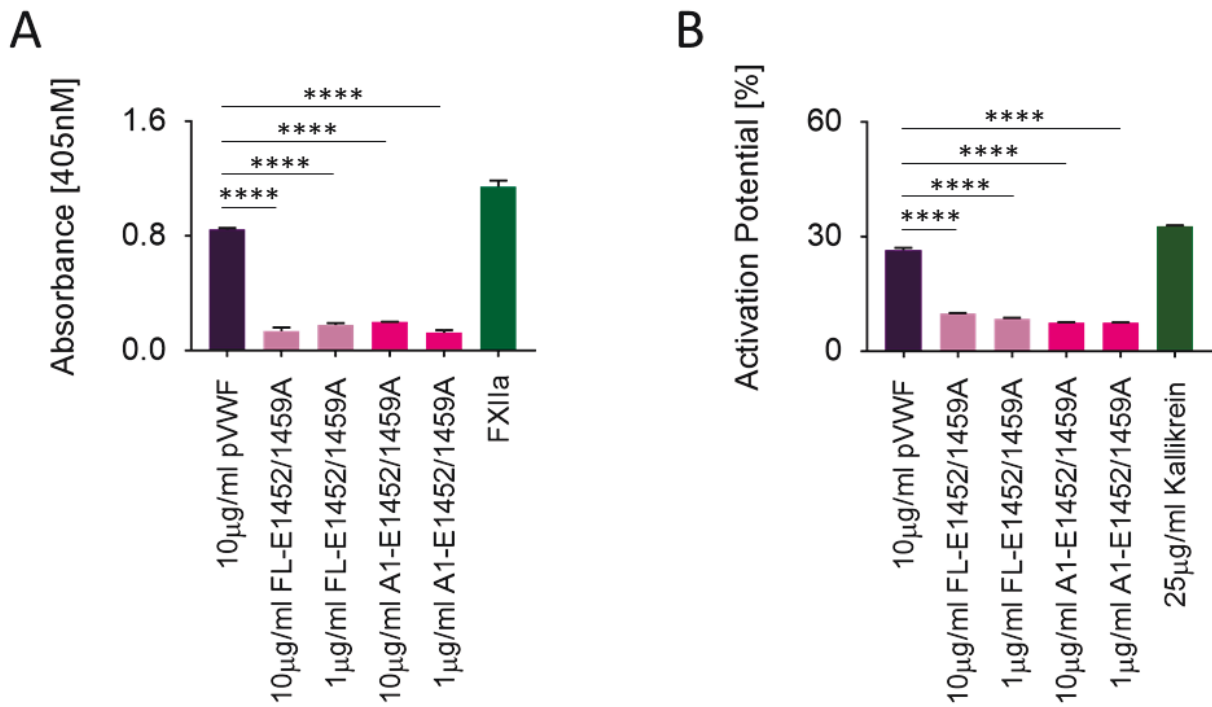 A
Absorbance [405nM]
1.6
0.8
0.0
****
****
****
****
10μg/ml pVWF
10μg/ml FL-E1452/1459A
1μg/ml FL-E1452/1459A
10μg/ml A1-E1452/1459A
1μg/ml A1-E1452/1459A
FXIIa
B
Activation Potential [%]
60
30
0
****
****
****
****
10μg/ml pVWF
10μg/ml FL-E1452/1459A
1μg/ml FL-E1452/1459A
10μg/ml A1-E1452/1459A
1μg/ml A1-E1452/1459A
25μg/ml Kallikrein